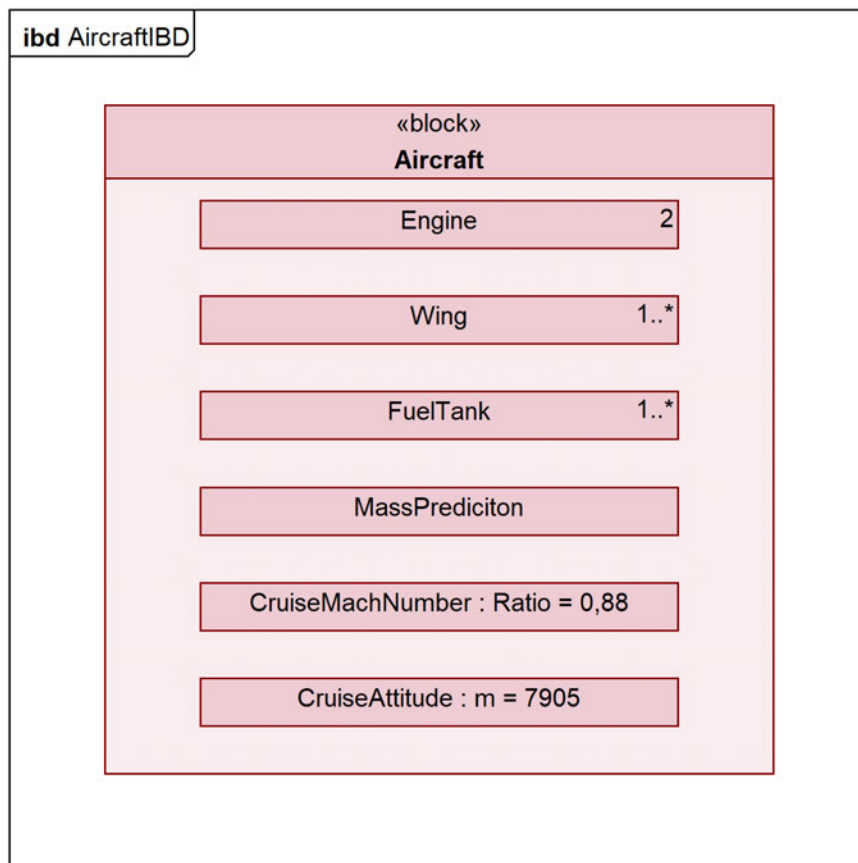 ibd AircraftIBD
«block»
Aircraft
Engine 2
Wing 1..*
FuelTank 1..*
MassPrediciton
CruiseMachNumber : Ratio = 0,88
CruiseAttitude : m = 7905